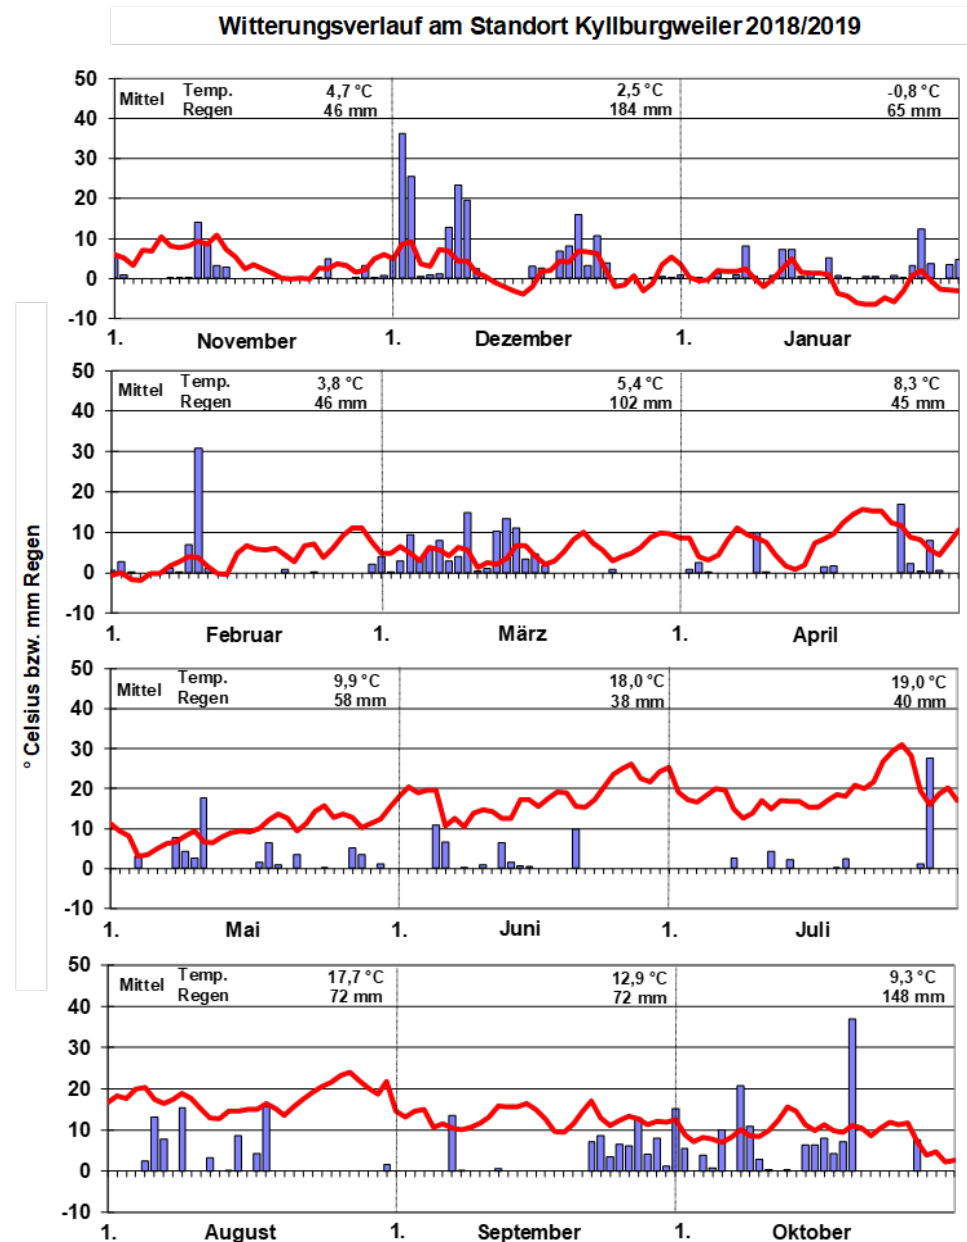 Witterungsverlauf am Standort Kyllburgweiler 2018/2019
° Celsius bzw. mm Regen
50
40
30
20
10
0
-10
Mittel Temp. 4,7 °C 2,5 °C -0,8 °C
Regen 46 mm 184 mm 65 mm
1. November 1. Dezember 1. Januar
50
40
30
20
10
0
-10
Mittel Temp. 3,8 °C 5,4 °C 8,3 °C
Regen 46 mm 102 mm 45 mm
1. Februar 1. März 1. April
50
40
30
20
10
0
-10
Mittel Temp. 9,9 °C 18,0 °C 19,0 °C
Regen 58 mm 38 mm 40 mm
1. Mai 1. Juni 1. Juli
50
40
30
20
10
0
-10
Mittel Temp. 17,7 °C 12,9 °C 9,3 °C
Regen 72 mm 72 mm 148 mm
1. August 1. September 1. Oktober